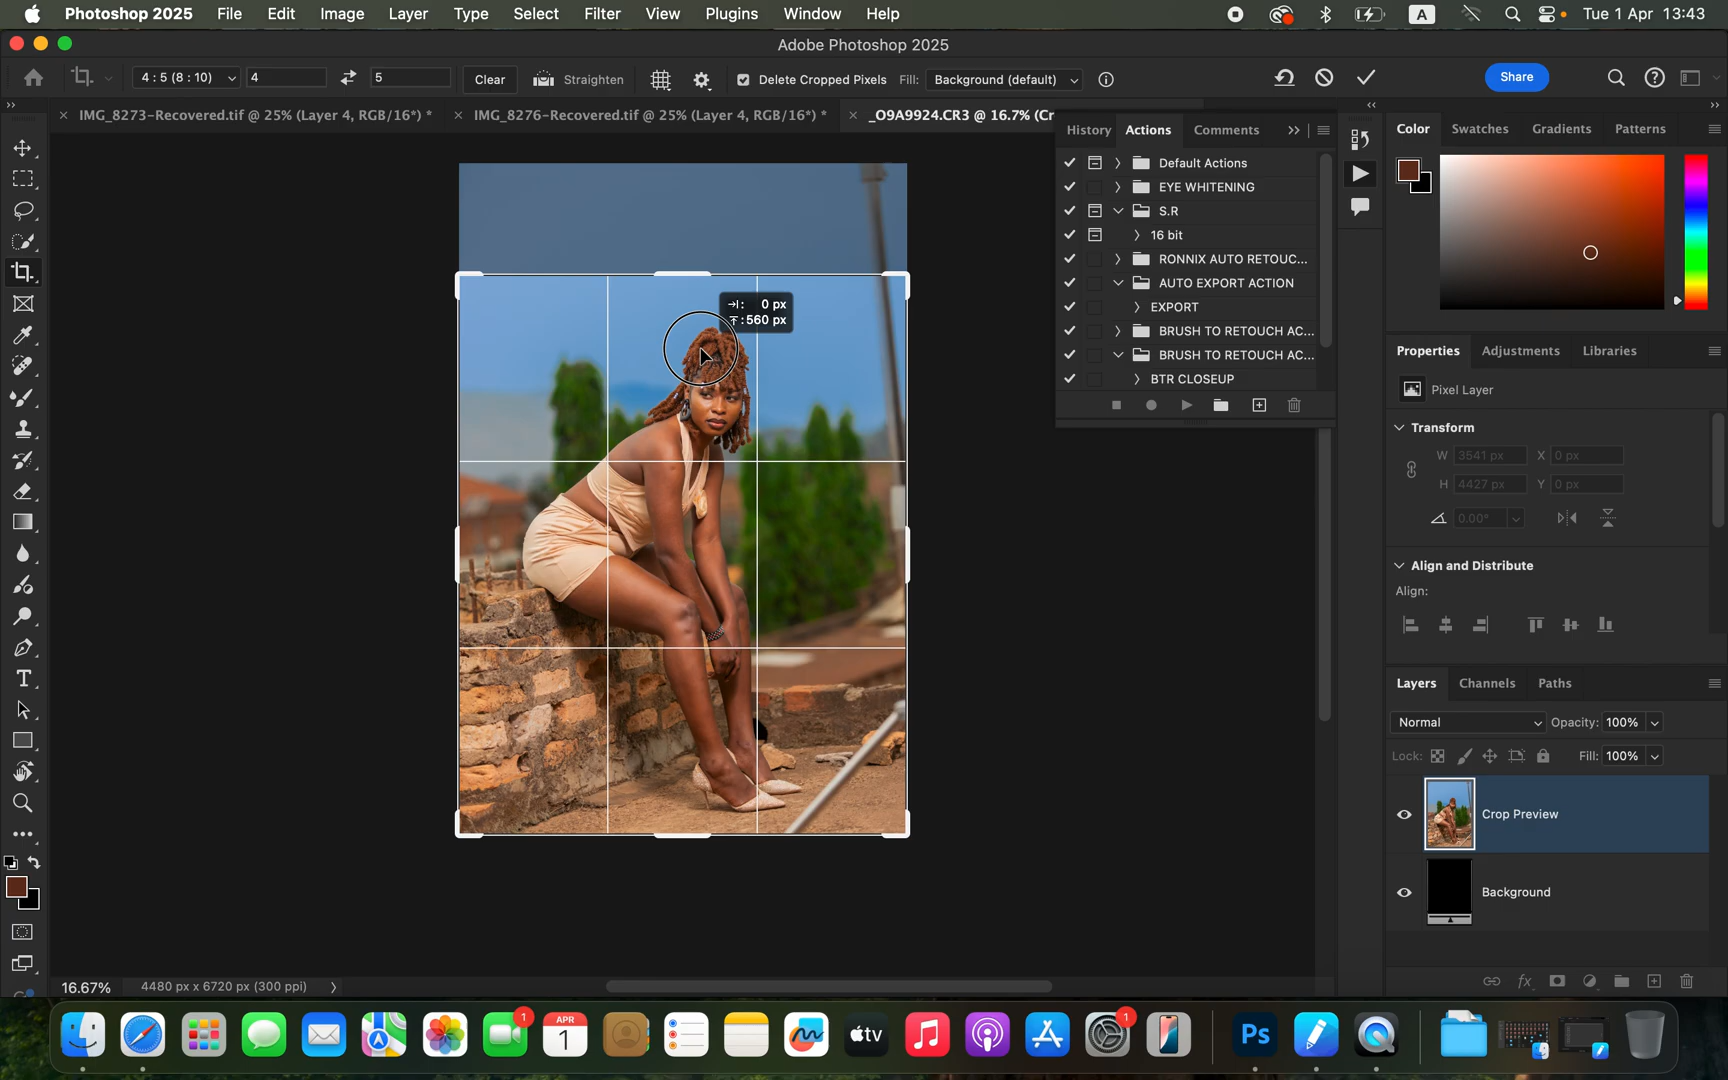 Photoshop 2025 File Edit Image Layer Type Select Filter View Plugins Window Help A Tue 1 Apr 13:43
Adobe Photoshop 2025
4 : 5 (8 : 10) 4 5 Clear Straighten Delete Cropped Pixels Fill: Background (default) Share
IMG_8273-Recovered.tif @ 25% (Layer 4, RGB/16*) * IMG_8276-Recovered.tif @ 25% (Layer 4, RGB/16*) * _O9A9924.CR3 @ 16.7% (Cr
History Actions Comments
Default Actions
EYE WHITENING
S.R
16 bit
RONNIX AUTO RETOUC...
AUTO EXPORT ACTION
EXPORT
BRUSH TO RETOUCH AC...
BRUSH TO RETOUCH AC...
BTR CLOSEUP
0 px
560 px
Color Swatches Gradients Patterns
Properties Adjustments Libraries
Pixel Layer
Transform
W 3541 px X 0 px
H 4427 px Y 0 px
0.00°
Align and Distribute
Align:
Layers Channels Paths
Normal Opacity: 100%
Lock: Fill: 100%
Crop Preview
Background
16.67% 4480 px x 6720 px (300 ppi)
1
APR
1
tv
1
Ps